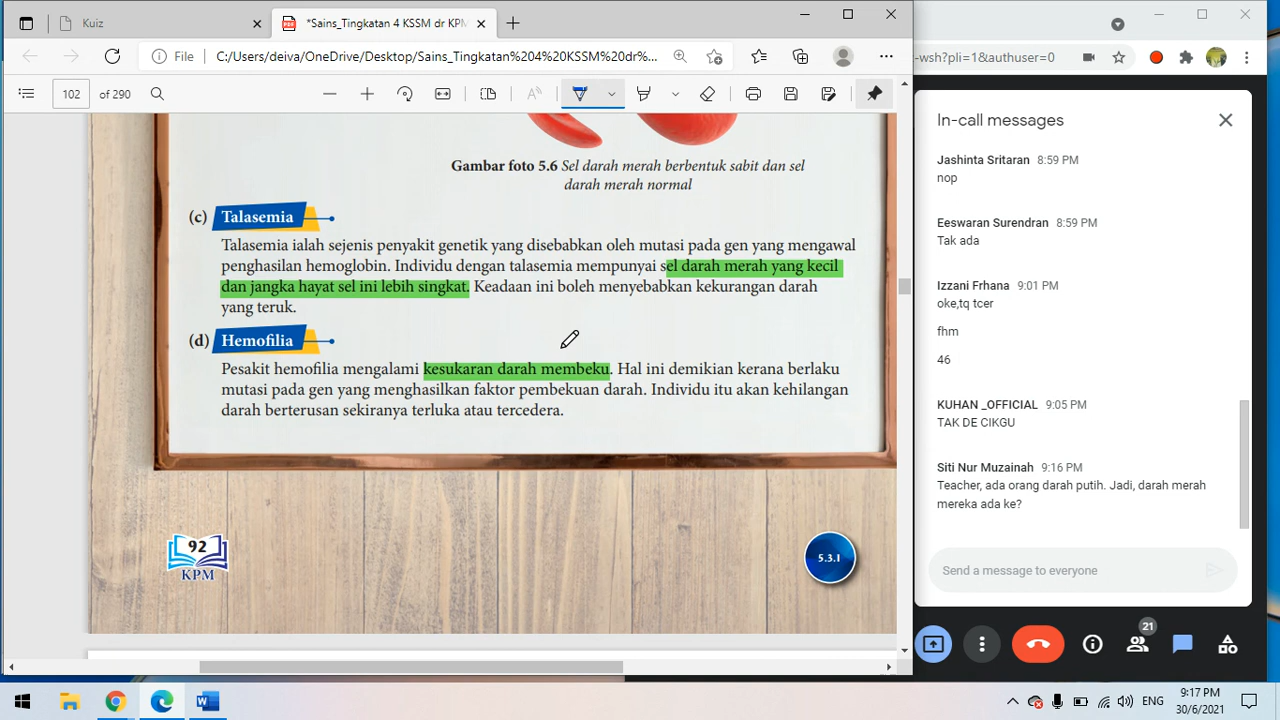 Kuiz
*Sains_Tingkatan 4 KSSM dr KPM
File
C:/Users/deiva/OneDrive/Desktop/Sains_Tingkatan%204%20KSSM%20dr%...
-wsh?pli=1&authuser=0
102 of 290
Gambar foto 5.6 Sel darah merah berbentuk sabit dan sel
darah merah normal
(c) Talasemia
Talasemia ialah sejenis penyakit genetik yang disebabkan oleh mutasi pada gen yang mengawal
penghasilan hemoglobin. Individu dengan talasemia mempunyai sel darah merah yang kecil
dan jangka hayat sel ini lebih singkat. Keadaan ini boleh menyebabkan kekurangan darah
yang teruk.
(d) Hemofilia
Pesakit hemofilia mengalami kesukaran darah membeku. Hal ini demikian kerana berlaku
mutasi pada gen yang menghasilkan faktor pembekuan darah. Individu itu akan kehilangan
darah berterusan sekiranya terluka atau tercedera.
92
KPM
5.3.1
In-call messages
Jashinta Sritaran 8:59 PM
nop
Eeswaran Surendran 8:59 PM
Tak ada
Izzani Frhana 9:01 PM
oke,tq tcer
fhm
46
KUHAN _OFFICIAL 9:05 PM
TAK DE CIKGU
Siti Nur Muzainah 9:16 PM
Teacher, ada orang darah putih. Jadi, darah merah
mereka ada ke?
Send a message to everyone
21
ENG
9:17 PM
30/6/2021